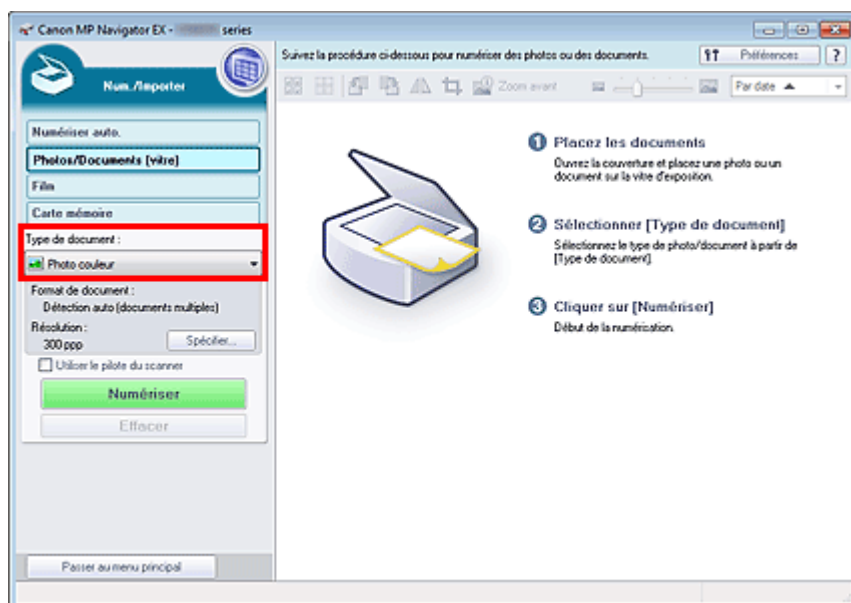 Canon MP Navigator EX - series
Num./Importer
Numériser auto.
Photos/Documents (vitre)
Film
Carte mémoire
Type de document :
Photo couleur
Format de document :
Détection auto (documents multiples)
Résolution :
300 ppp
Spécifier...
Utiliser le pilote du scanner
Numériser
Effacer
Passer au menu principal
Suivez la procédure ci-dessous pour numériser des photos ou des documents.
Préférences
?
Zoom avant
Par date
1 Placez les documents
Ouvrez la couverture et placez une photo ou un
document sur la vitre d'exposition.
2 Sélectionner [Type de document]
Sélectionnez le type de photo/document à partir de
[Type de document].
3 Cliquer sur [Numériser]
Début de la numérisation.